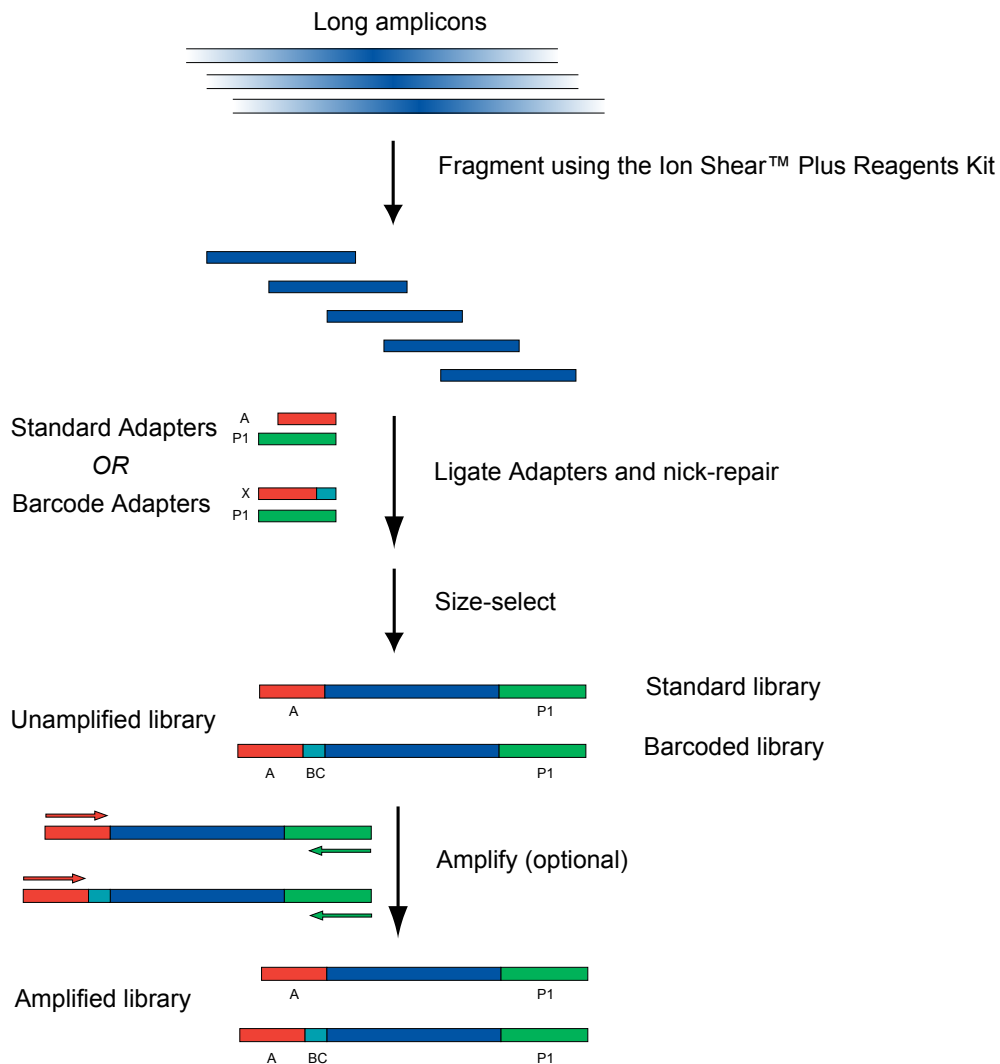 Long amplicons
Fragment using the Ion Shear™ Plus Reagents Kit
Standard Adapters
OR
Barcode Adapters
A
P1
X
P1
Ligate Adapters and nick-repair
Size-select
Unamplified library
A
P1
Standard library
A BC P1
Barcoded library
Amplify (optional)
Amplified library
A P1
A BC P1